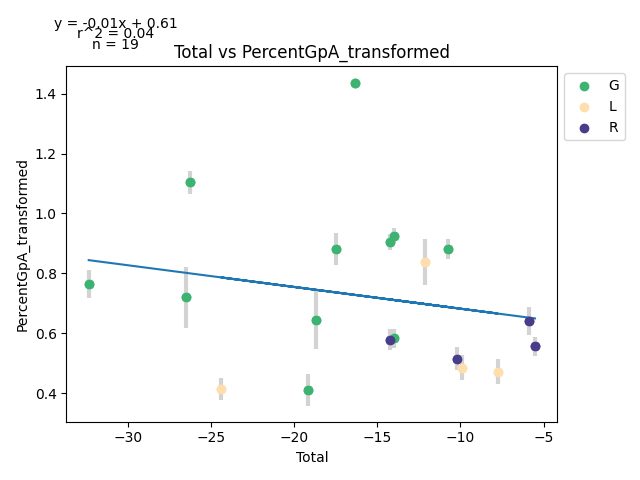 y = -0.01x + 0.61
r^2 = 0.04
n = 19
Total vs PercentGpA_transformed
G
L
R
PercentGpA_transformed
1.4
1.2
1.0
0.8
0.6
0.4
−30
−25
−20
−15
−10
−5
Total